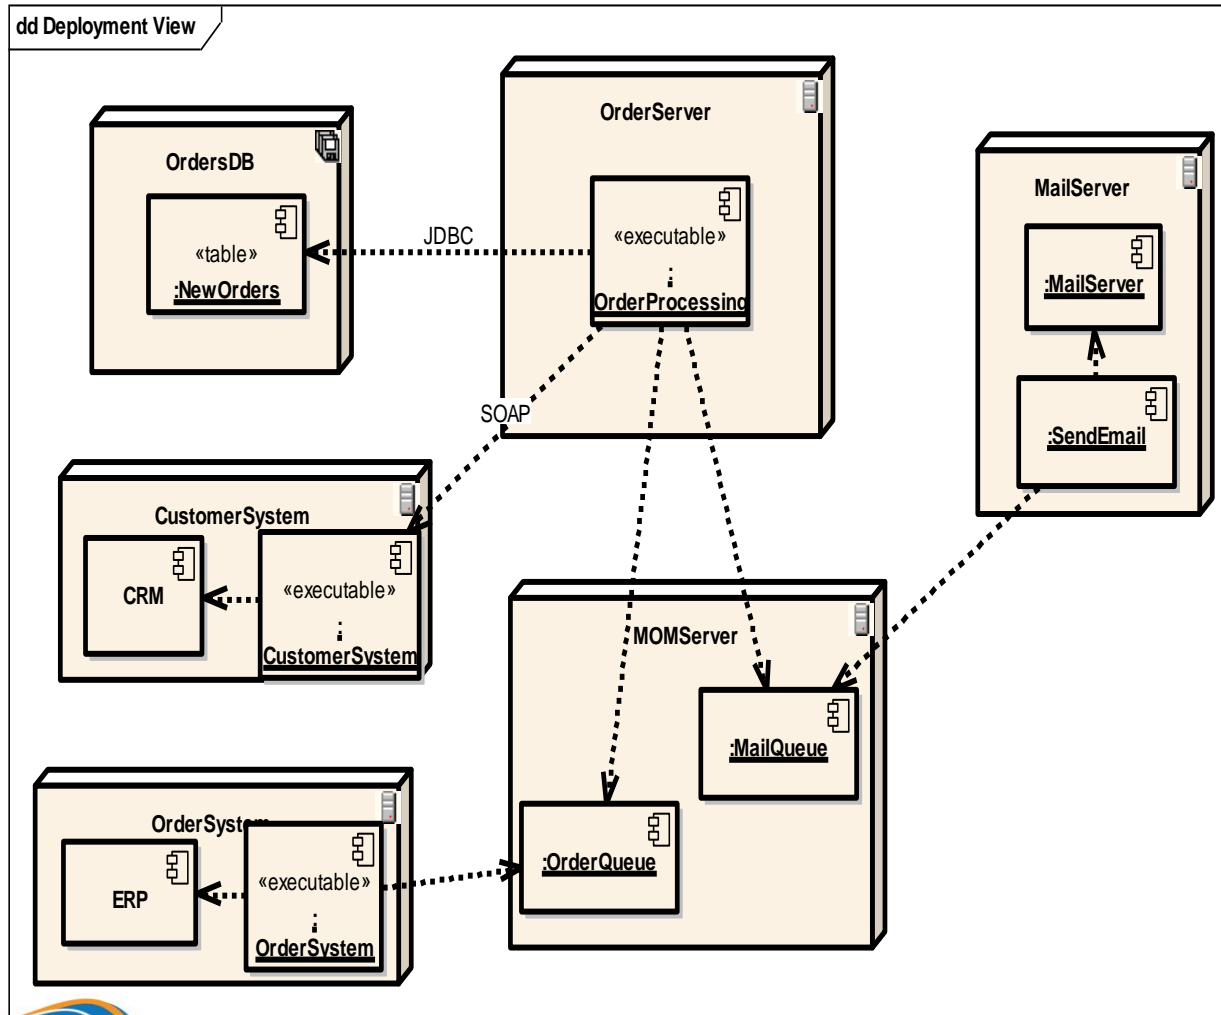 dd Deployment View
OrdersDB
«table»
:NewOrders
JDBC
OrderServer
«executable»
:
OrderProcessing
MailServer
:MailServer
:SendEmail
SOAP
CustomerSystem
CRM
«executable»
:
CustomerSystem
MOMServer
:MailQueue
:OrderQueue
OrderSystem
ERP
«executable»
:
OrderSystem